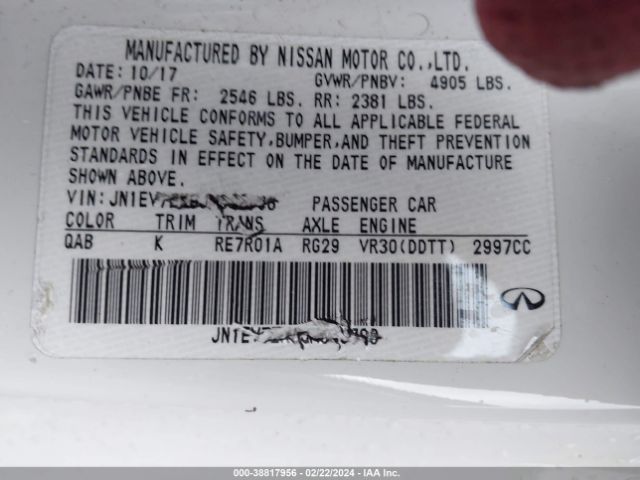 MANUFACTURED BY NISSAN MOTOR CO.,LTD.
DATE: 10/17 GVWR/PNBV: 4905 LBS.
GAWR/PNBE FR: 2546 LBS. RR: 2381 LBS.
THIS VEHICLE CONFORMS TO ALL APPLICABLE FEDERAL
MOTOR VEHICLE SAFETY,BUMPER,AND THEFT PREVENTION
STANDARDS IN EFFECT ON THE DATE OF MANUFACTURE
SHOWN ABOVE.
VIN: PASSENGER CAR
COLOR TRIM TRANS AXLE ENGINE
QAB K RE7R01A RG29 VR30(DDTT) 2997CC
000-38817956 - 02/22/2024 - IAAI.COM